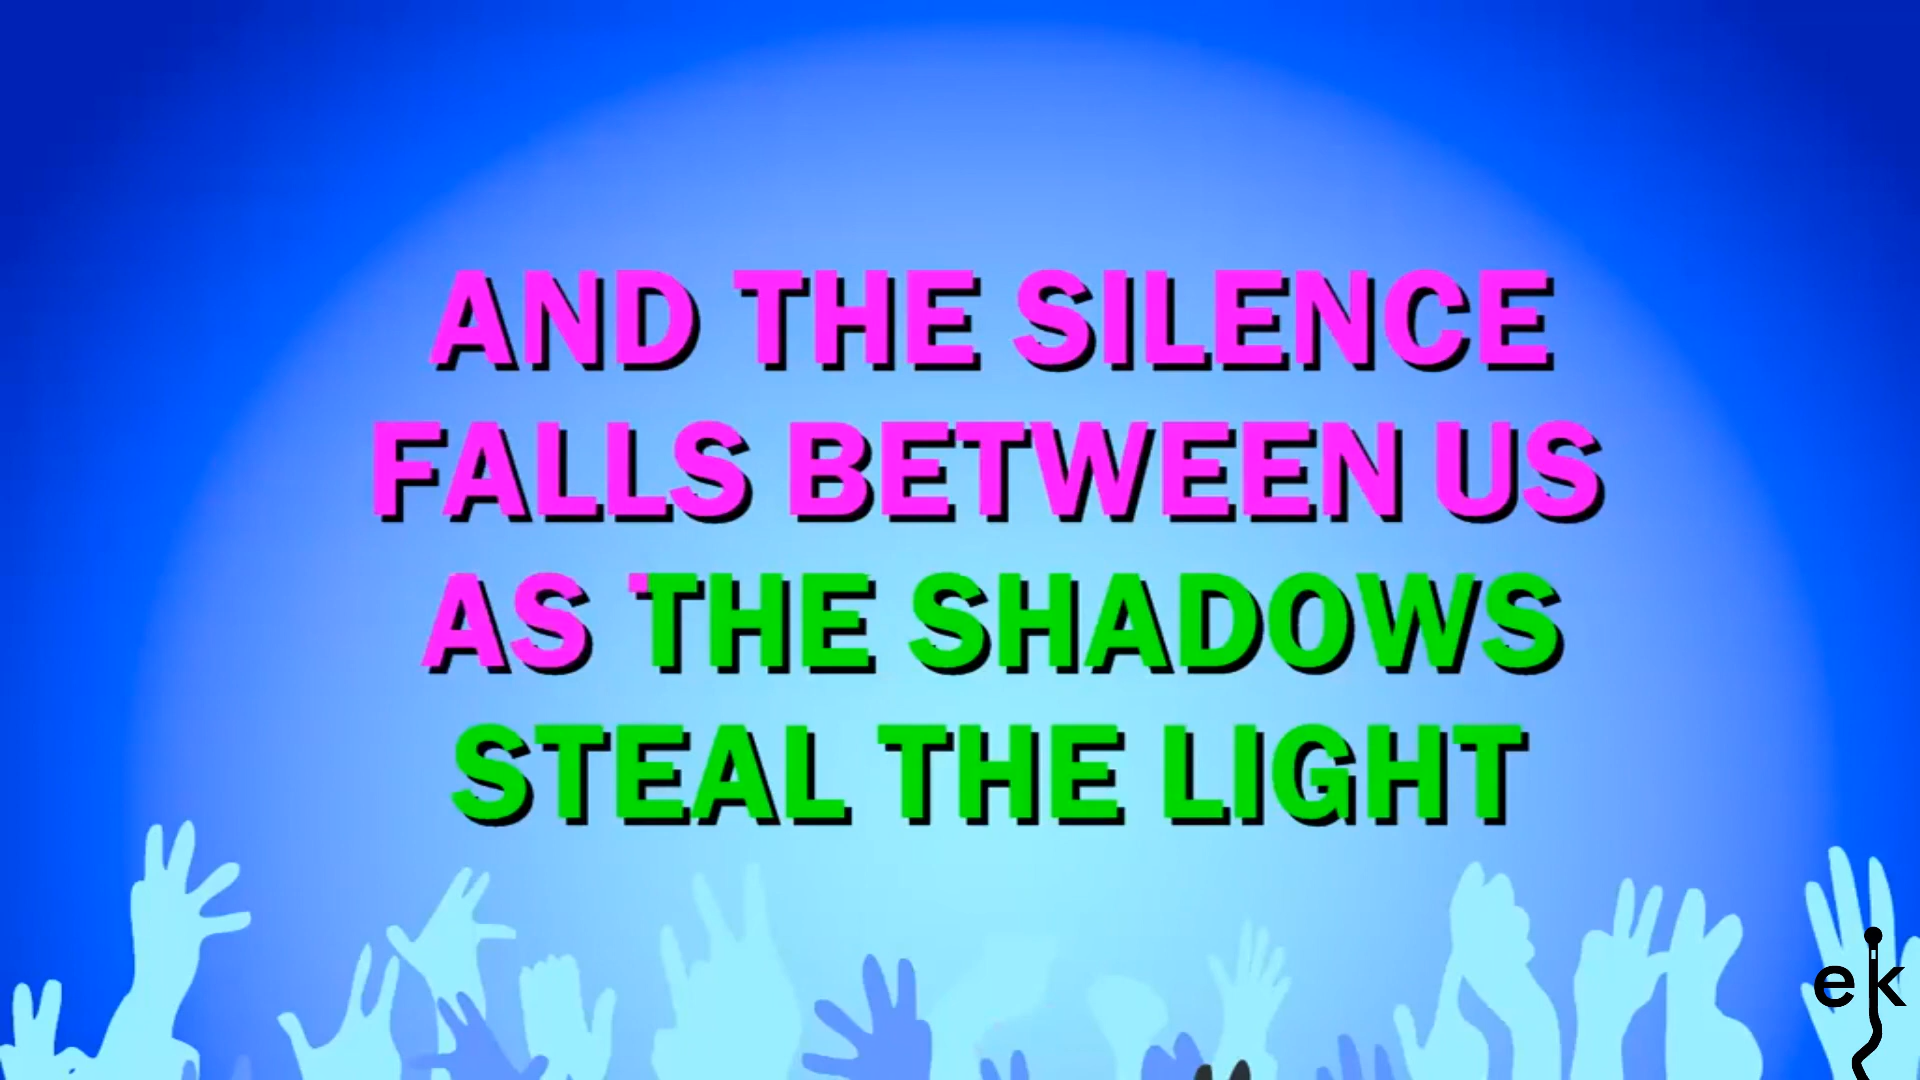 AND THE SILENCE
FALLS BETWEEN US
AS THE SHADOWS
STEAL THE LIGHT
ek